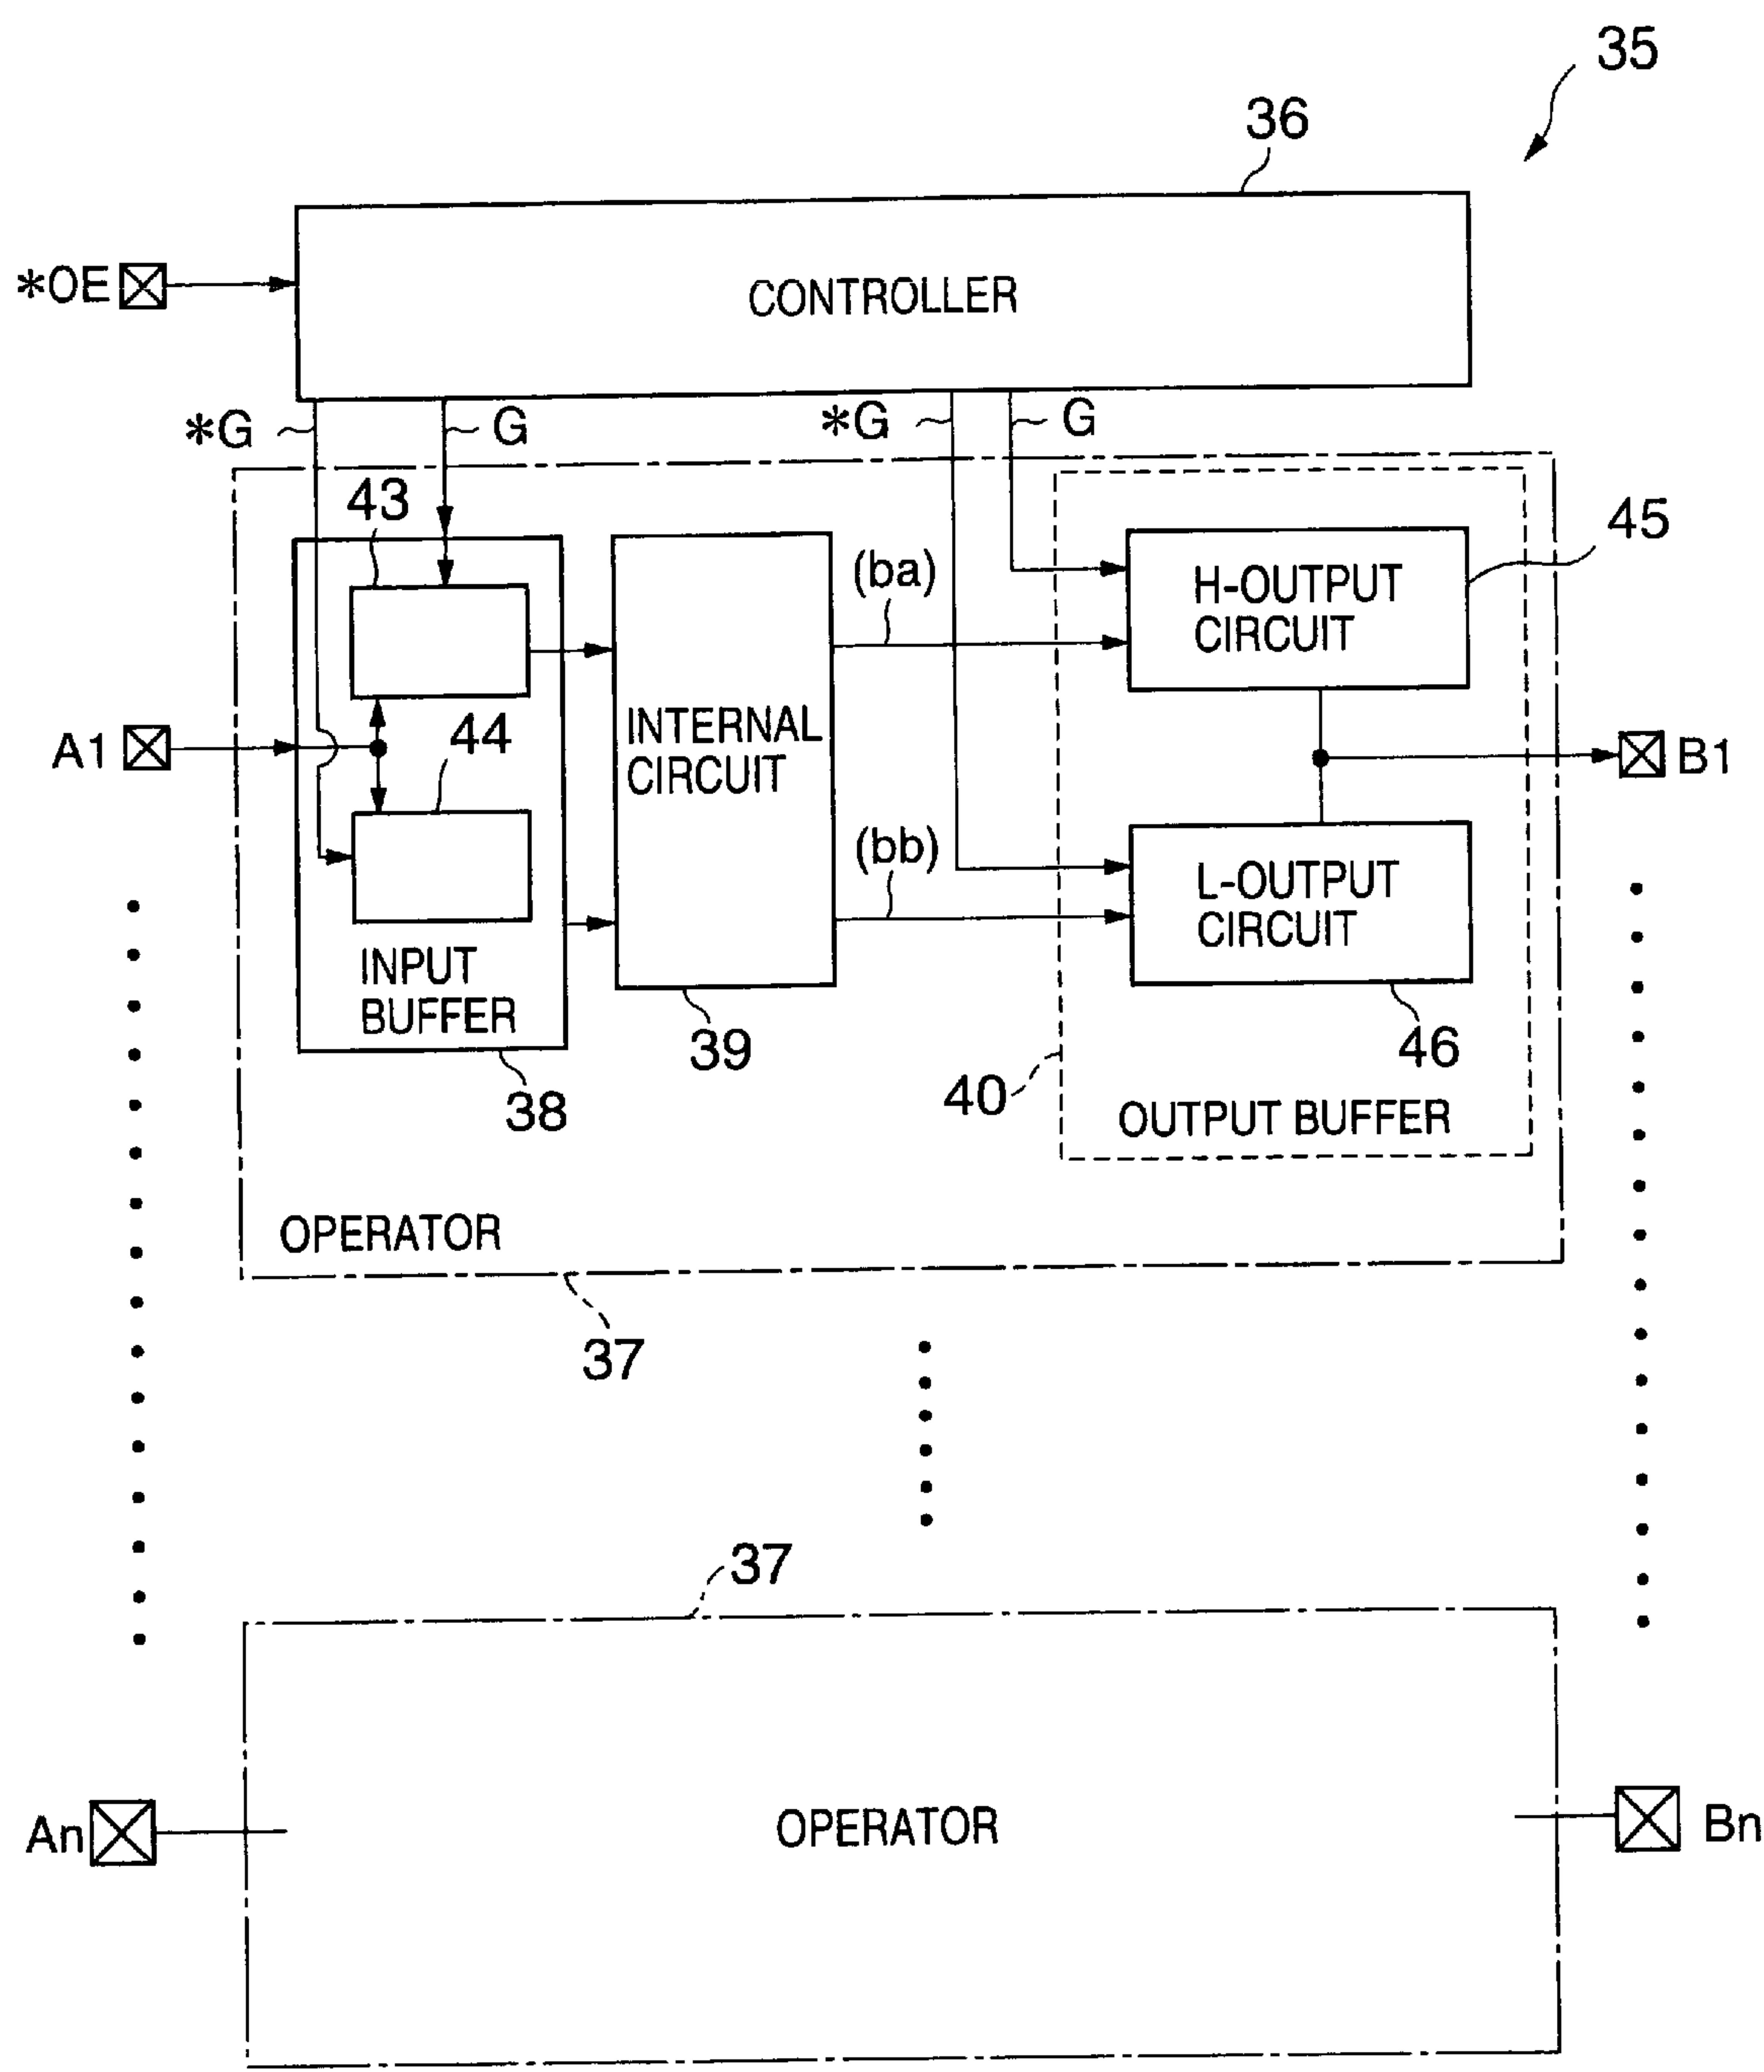 35
36
*OE
CONTROLLER
*G
G
*G
G
43
45
(ba)
H-OUTPUT
CIRCUIT
A1
44
INTERNAL
CIRCUIT
B1
(bb)
L-OUTPUT
CIRCUIT
INPUT
BUFFER
39
46
38
40
OUTPUT BUFFER
OPERATOR
37
37
An
OPERATOR
Bn